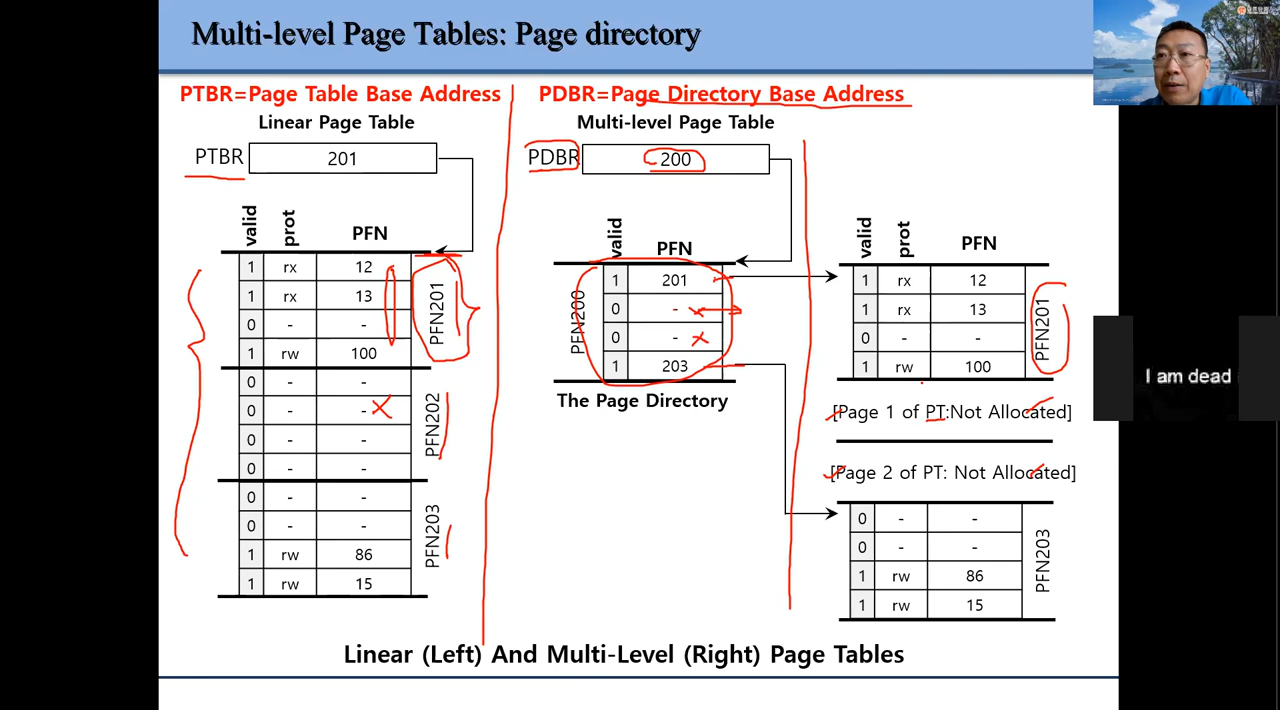 Multi-level Page Tables: Page directory
PTBR=Page Table Base Address
Linear Page Table
PTBR 201
valid prot PFN
1 rx 12
1 rx 13
0 - -
1 rw 100
PFN201
0 - -
0 - -
0 - -
0 - -
PFN202
0 - -
0 - -
1 rw 86
1 rw 15
PFN203
PDBR=Page Directory Base Address
Multi-level Page Table
PDBR 200
valid PFN
PFN200
1 201
0 -
0 -
1 203
The Page Directory
valid prot PFN
1 rx 12
1 rx 13
0 - -
1 rw 100
PFN201
[Page 1 of PT:Not Allocated]
[Page 2 of PT: Not Allocated]
0 - -
0 - -
1 rw 86
1 rw 15
PFN203
Linear (Left) And Multi-Level (Right) Page Tables
I am dead